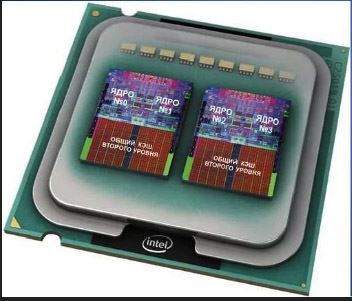 ЯДРО
№0
ЯДРО
№1
ОБЩИЙ КЭШ
ВТОРОГО УРОВНЯ
ЯДРО
№2
ЯДРО
№3
ОБЩИЙ КЭШ
ВТОРОГО УРОВНЯ
intel